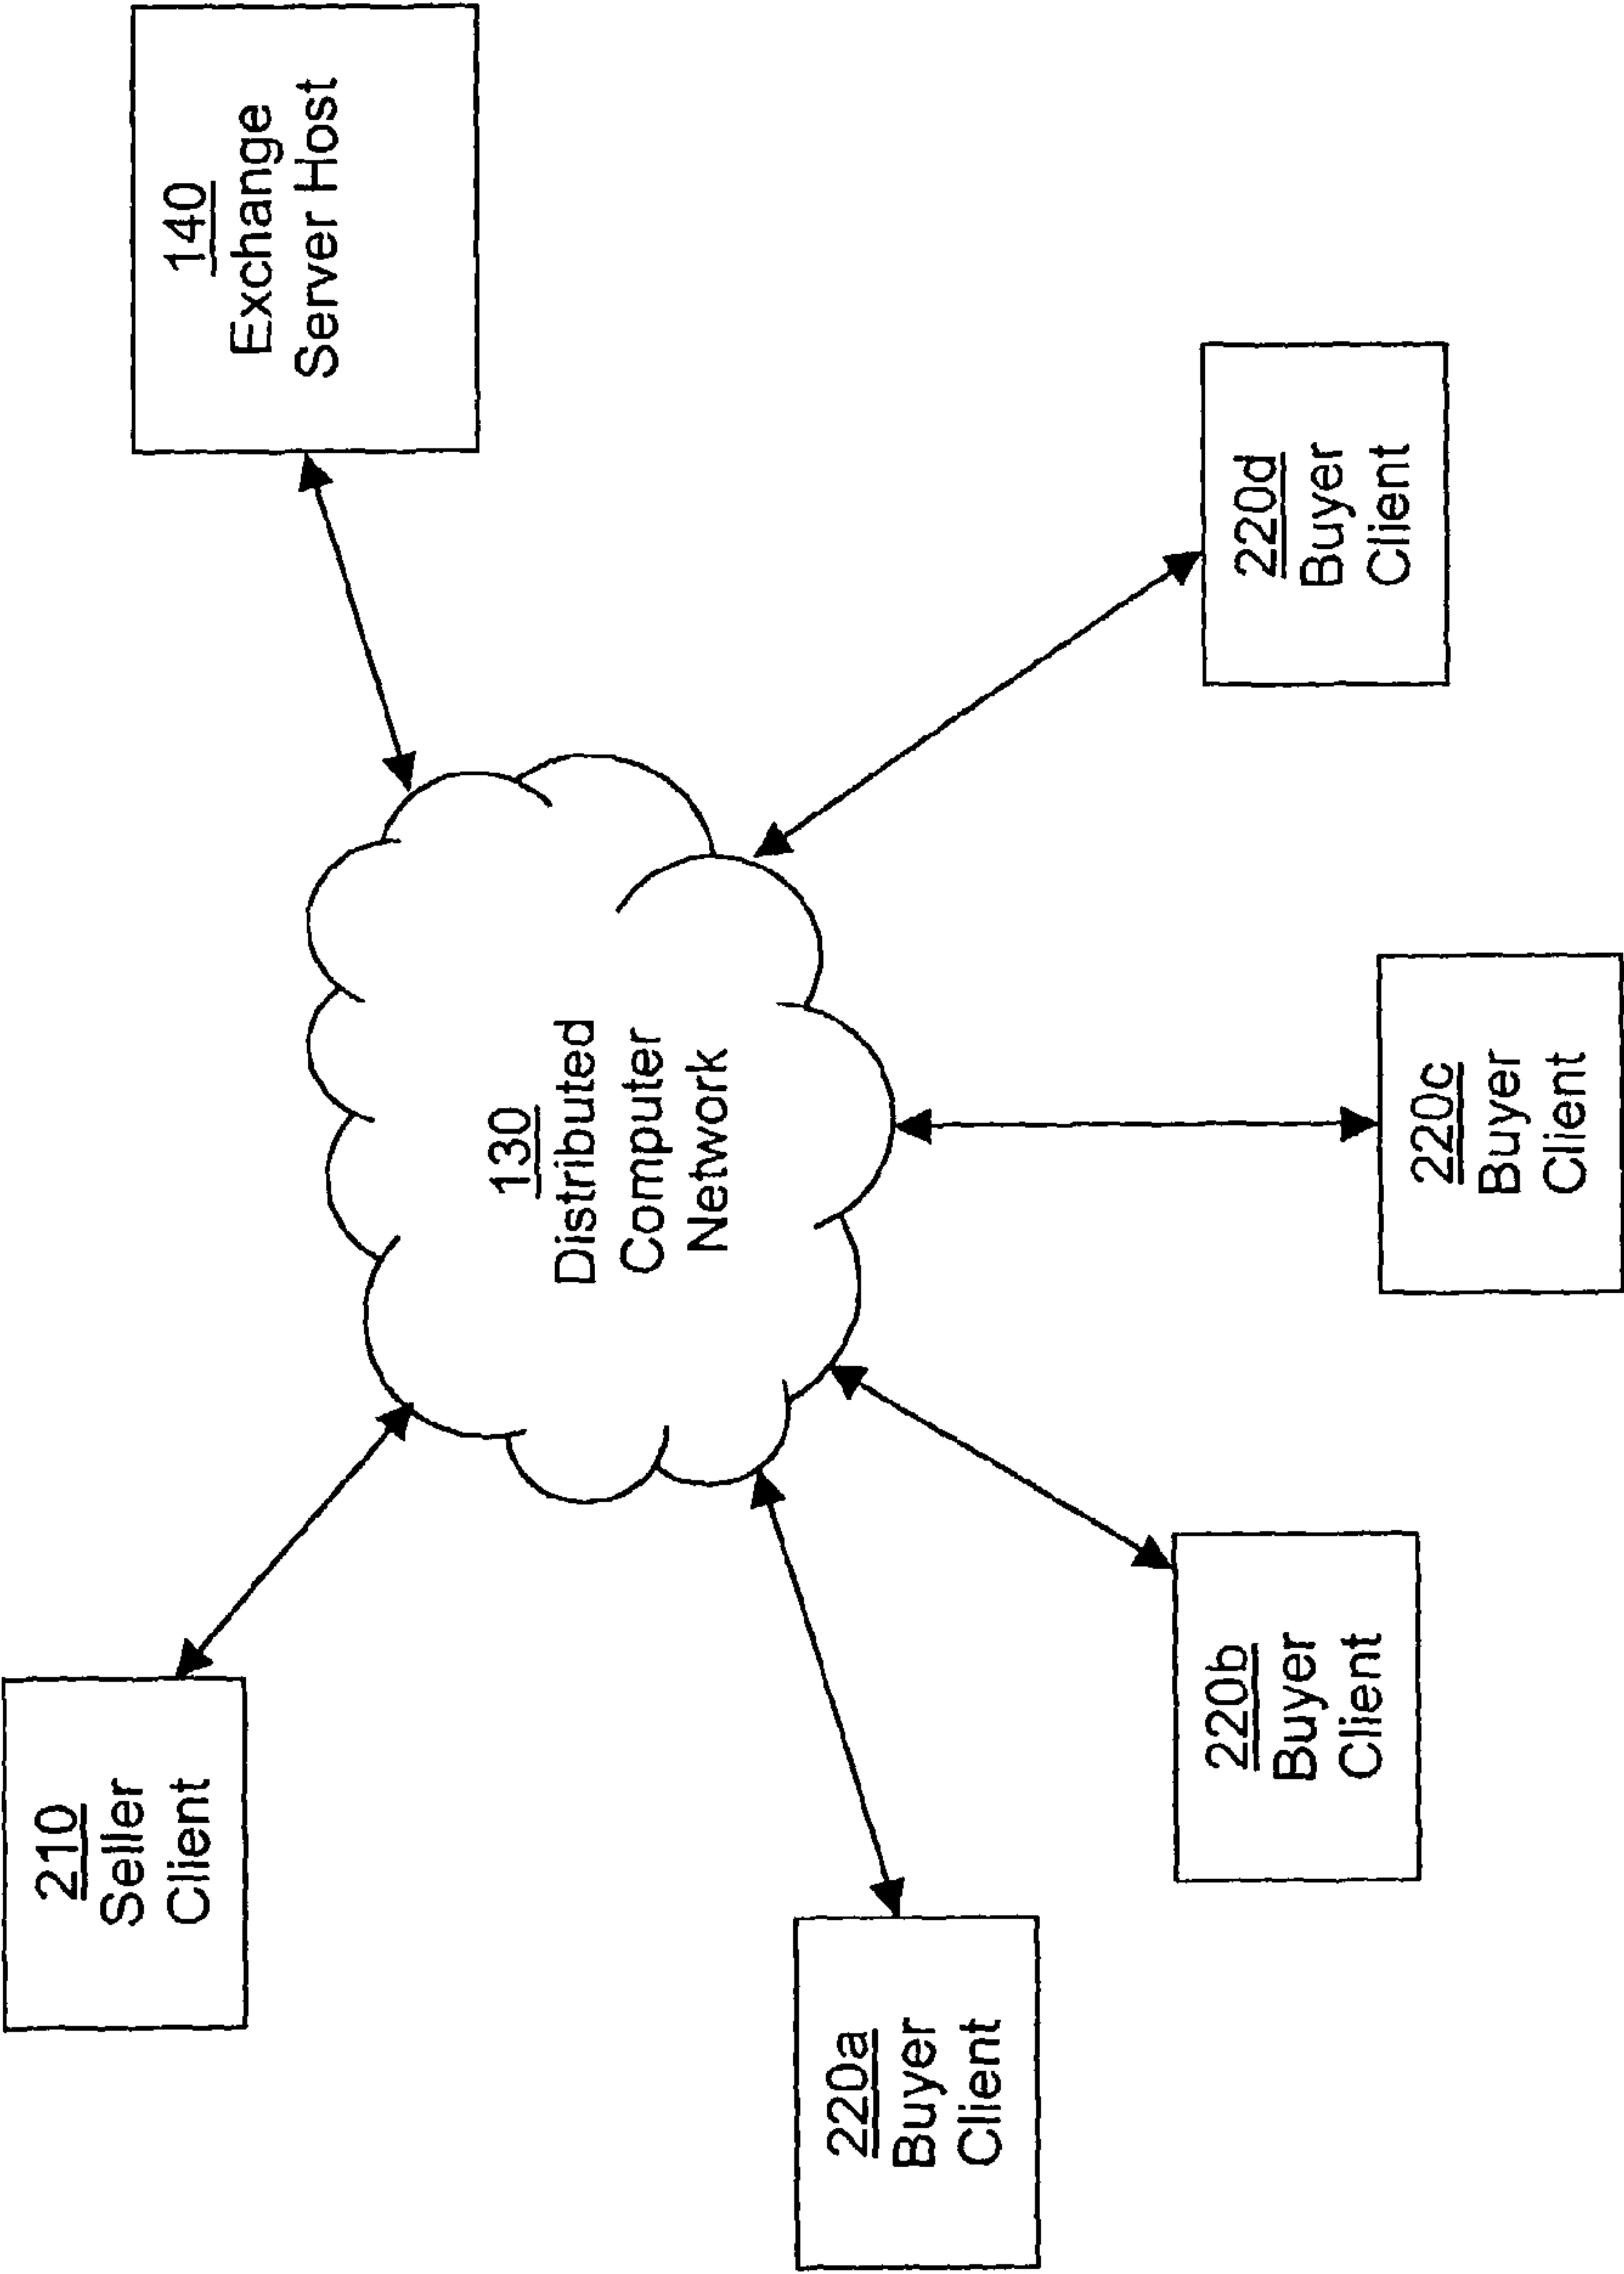 210
Seller
Client
140
Exchange
Server Host
130
Distributed
Computer
Network
220a
Buyer
Client
220b
Buyer
Client
220c
Buyer
Client
220d
Buyer
Client